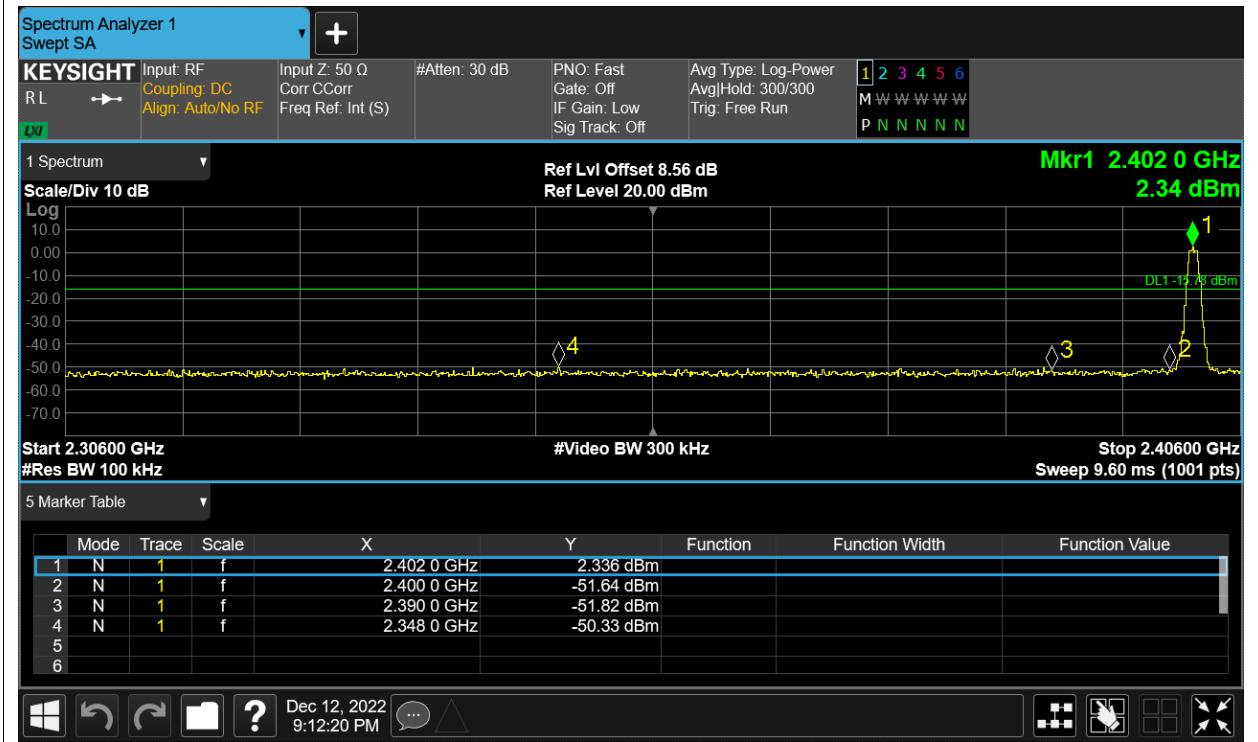 Spectrum Analyzer 1
Swept SA
KEYSIGHT Input: RF Input Z: 50 Ω #Atten: 30 dB PNO: Fast Avg Type: Log-Power 1 2 3 4 5 6
R L Coupling: DC Corr CCorr Gate: Off Avg|Hold: 300/300 M W W W W W
Align: Auto/No RF Freq Ref: Int (S) IF Gain: Low Trig: Free Run
LXI Sig Track: Off P N N N N N
1 Spectrum Ref Lvl Offset 8.56 dB Mkr1 2.402 0 GHz
Scale/Div 10 dB Ref Level 20.00 dBm 2.34 dBm
Log
10.0 1
0.00
-10.0
DL1 -15.78 dBm
-20.0
-30.0
-40.0 4 3 2
-50.0
-60.0
-70.0
Start 2.30600 GHz #Video BW 300 kHz Stop 2.40600 GHz
#Res BW 100 kHz Sweep 9.60 ms (1001 pts)
5 Marker Table
Mode Trace Scale X Y Function Function Width Function Value
1 N 1 f 2.402 0 GHz 2.336 dBm
2 N 1 f 2.400 0 GHz -51.64 dBm
3 N 1 f 2.390 0 GHz -51.82 dBm
4 N 1 f 2.348 0 GHz -50.33 dBm
5
6
? Dec 12, 2022
9:12:20 PM